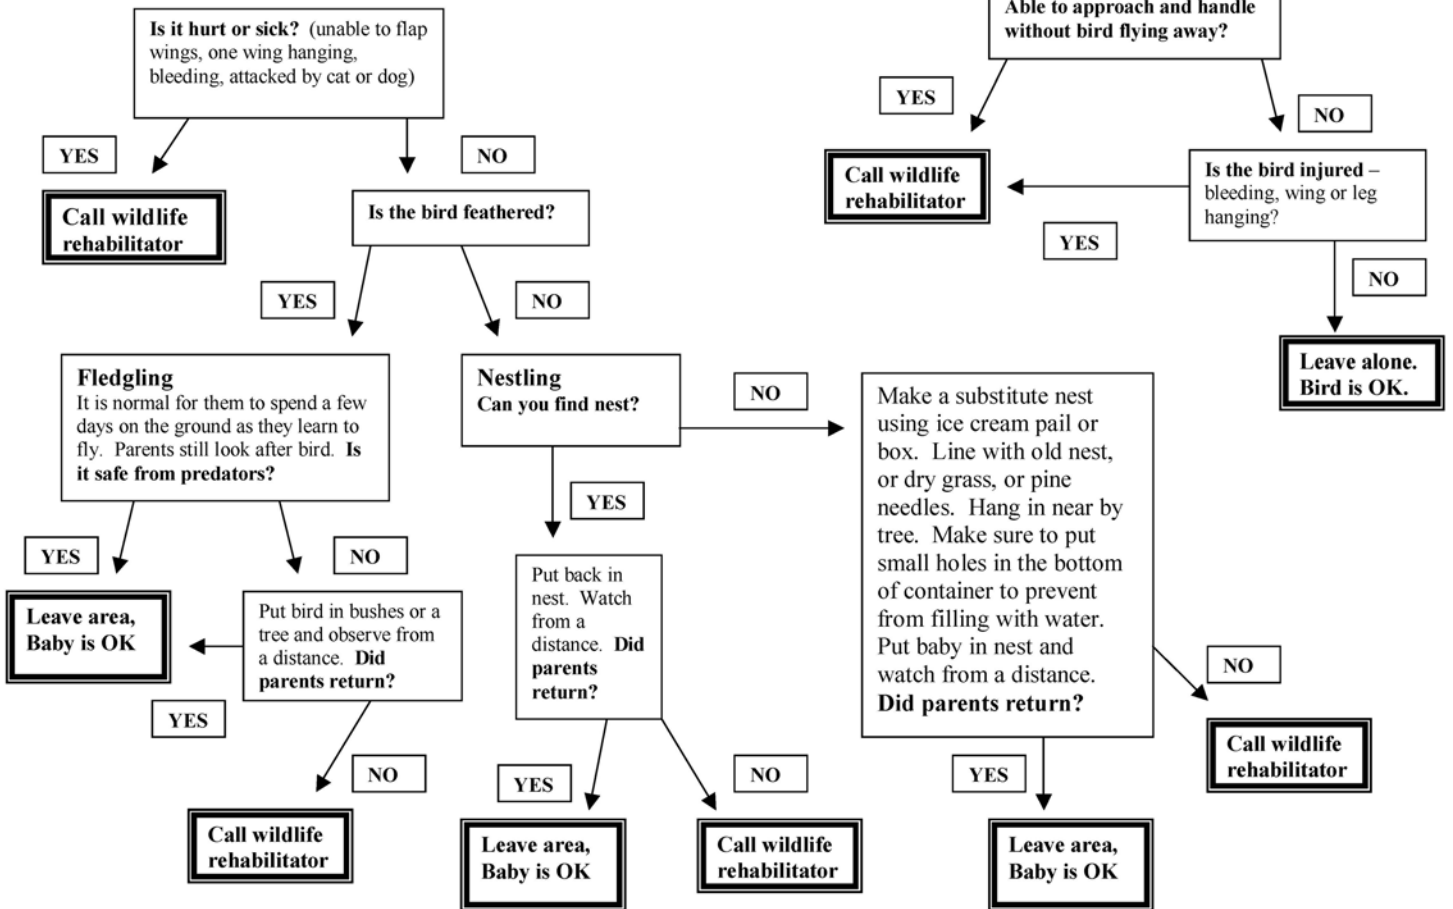 Is it hurt or sick? (unable to flap
wings, one wing hanging,
bleeding, attacked by cat or dog)
YES
NO
Call wildlife
rehabilitator
Is the bird feathered?
YES
NO
Fledgling
It is normal for them to spend a few
days on the ground as they learn to
fly. Parents still look after bird. Is
it safe from predators?
YES
NO
Leave area,
Baby is OK
Put bird in bushes or a
tree and observe from
a distance. Did
parents return?
YES
NO
Call wildlife
rehabilitator
Nestling
Can you find nest?
NO
YES
Put back in
nest. Watch
from a
distance. Did
parents
return?
YES
NO
Leave area,
Baby is OK
Call wildlife
rehabilitator
Make a substitute nest
using ice cream pail or
box. Line with old nest,
or dry grass, or pine
needles. Hang in near by
tree. Make sure to put
small holes in the bottom
of container to prevent
from filling with water.
Put baby in nest and
watch from a distance.
Did parents return?
NO
YES
Call wildlife
rehabilitator
Leave area,
Baby is OK
Able to approach and handle
without bird flying away?
YES
NO
Call wildlife
rehabilitator
Is the bird injured –
bleeding, wing or leg
hanging?
YES
NO
Leave alone.
Bird is OK.